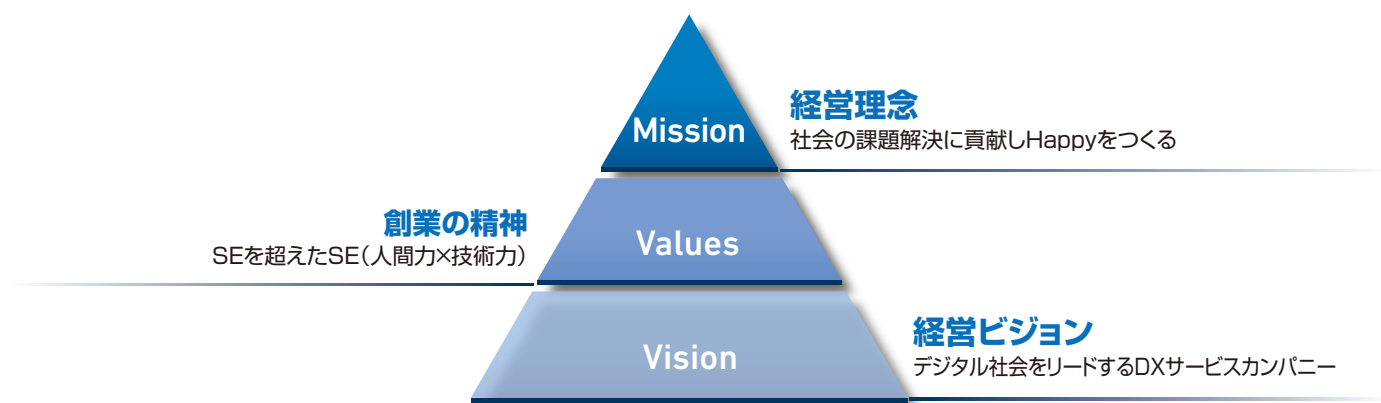 Mission
経営理念
社会の課題解決に貢献しHappyをつくる
創業の精神
SEを超えたSE（人間力×技術力）
Values
Vision
経営ビジョン
デジタル社会をリードするDXサービスカンパニー